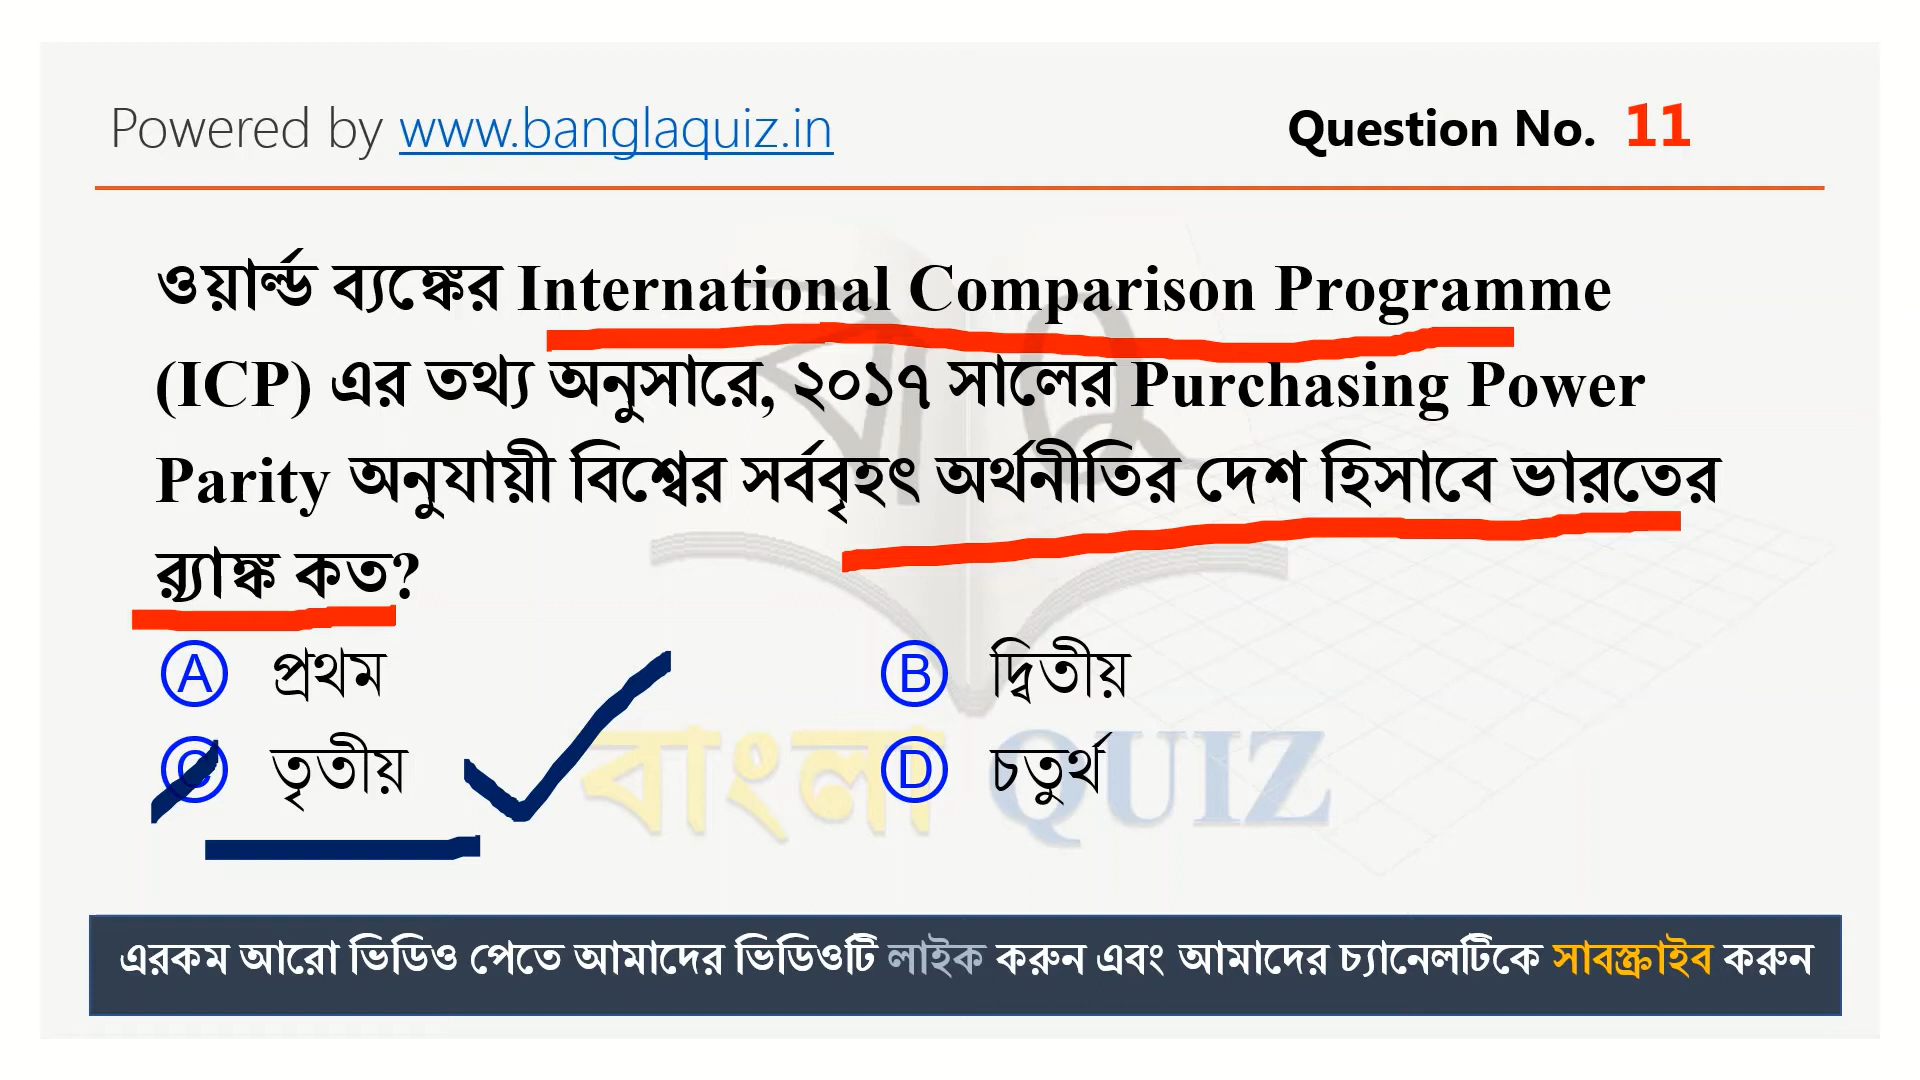 Powered by www.banglaquiz.in
Question No. 11
ওয়ার্ল্ড ব্যঙ্কের International Comparison Programme
(ICP) এর তথ্য অনুসারে, ২০১৭ সালের Purchasing Power
Parity অনুযায়ী বিশ্বের সর্ববৃহৎ অর্থনীতির দেশ হিসাবে ভারতের
র‍্যাঙ্ক কত?
A প্রথম
B দ্বিতীয়
C তৃতীয়
D চতুর্থ
বাংলা QUIZ
এরকম আরো ভিডিও পেতে আমাদের ভিডিওটি লাইক করুন এবং আমাদের চ্যানেলটিকে সাবস্ক্রাইব করুন